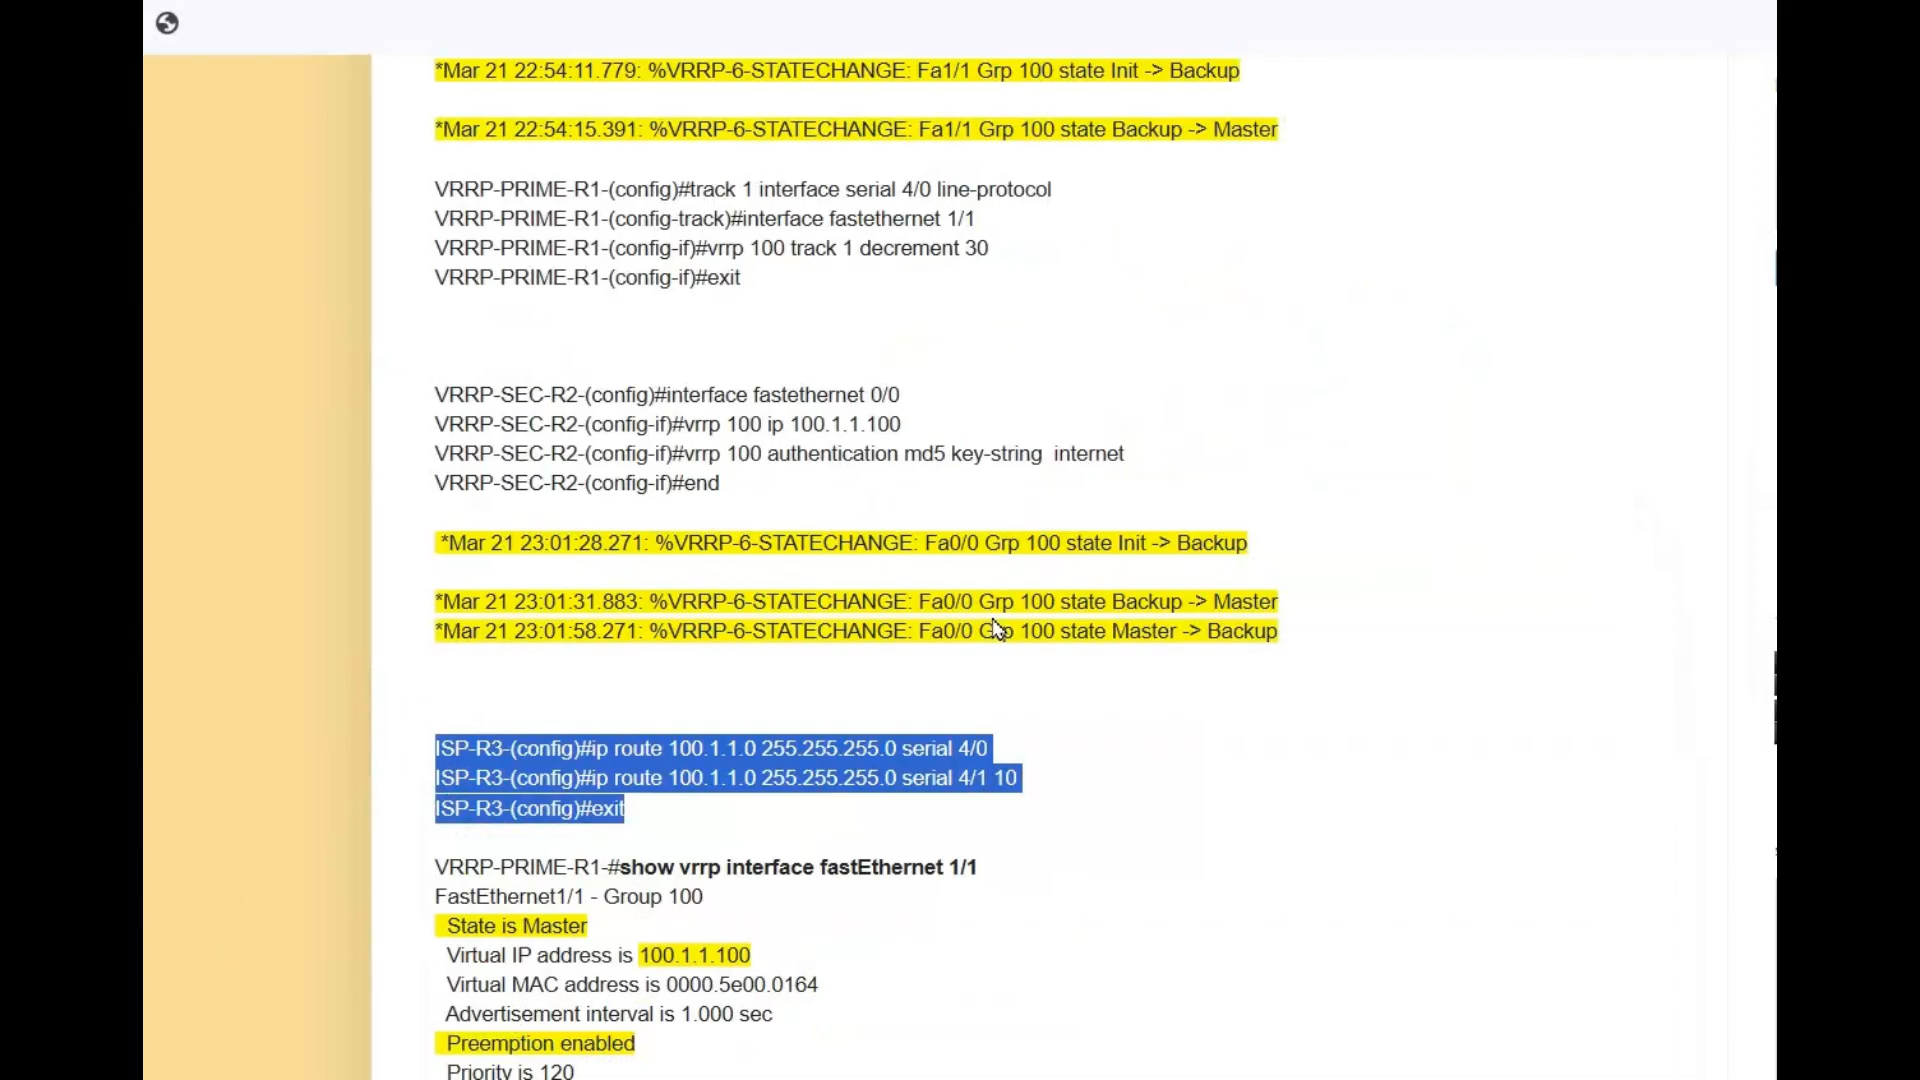 *Mar 21 22:54:11.779: %VRRP-6-STATECHANGE: Fa1/1 Grp 100 state Init -> Backup
*Mar 21 22:54:15.391: %VRRP-6-STATECHANGE: Fa1/1 Grp 100 state Backup -> Master
VRRP-PRIME-R1-(config)#track 1 interface serial 4/0 line-protocol
VRRP-PRIME-R1-(config-track)#interface fastethernet 1/1
VRRP-PRIME-R1-(config-if)#vrrp 100 track 1 decrement 30
VRRP-PRIME-R1-(config-if)#exit
VRRP-SEC-R2-(config)#interface fastethernet 0/0
VRRP-SEC-R2-(config-if)#vrrp 100 ip 100.1.1.100
VRRP-SEC-R2-(config-if)#vrrp 100 authentication md5 key-string  internet
VRRP-SEC-R2-(config-if)#end
*Mar 21 23:01:28.271: %VRRP-6-STATECHANGE: Fa0/0 Grp 100 state Init -> Backup
*Mar 21 23:01:31.883: %VRRP-6-STATECHANGE: Fa0/0 Grp 100 state Backup -> Master
*Mar 21 23:01:58.271: %VRRP-6-STATECHANGE: Fa0/0 Grp 100 state Master -> Backup
ISP-R3-(config)#ip route 100.1.1.0 255.255.255.0 serial 4/0
ISP-R3-(config)#ip route 100.1.1.0 255.255.255.0 serial 4/1 10
ISP-R3-(config)#exit
VRRP-PRIME-R1-#show vrrp interface fastEthernet 1/1
FastEthernet1/1 - Group 100
State is Master
Virtual IP address is 100.1.1.100
Virtual MAC address is 0000.5e00.0164
Advertisement interval is 1.000 sec
Preemption enabled
Priority is 120